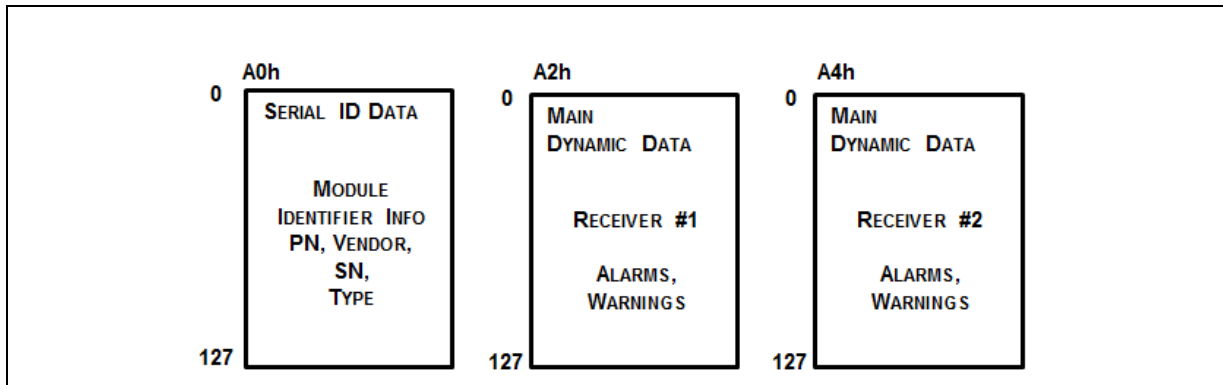 A0h
0
SERIAL ID DATA
MODULE
IDENTIFIER INFO
PN, VENDOR,
SN,
TYPE
127
A2h
0
MAIN
DYNAMIC DATA
RECEIVER #1
ALARMS,
WARNINGS
127
A4h
0
MAIN
DYNAMIC DATA
RECEIVER #2
ALARMS,
WARNINGS
127